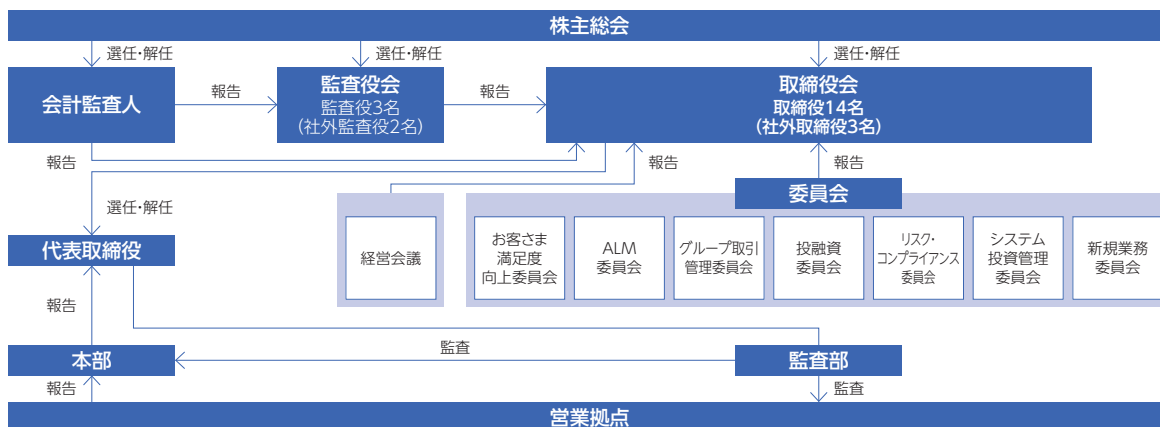 株主総会
選任・解任
選任・解任
選任・解任
会計監査人
報告
監査役会
監査役3名
(社外監査役2名)
報告
取締役会
取締役14名
(社外取締役3名)
報告
報告
報告
選任・解任
委員会
代表取締役
経営会議
お客さま
満足度
向上委員会
ALM
委員会
グループ取引
管理委員会
投融資
委員会
リスク・
コンプライアンス
委員会
システム
投資管理
委員会
新規業務
委員会
報告
本部
監査
監査部
報告
監査
営業拠点